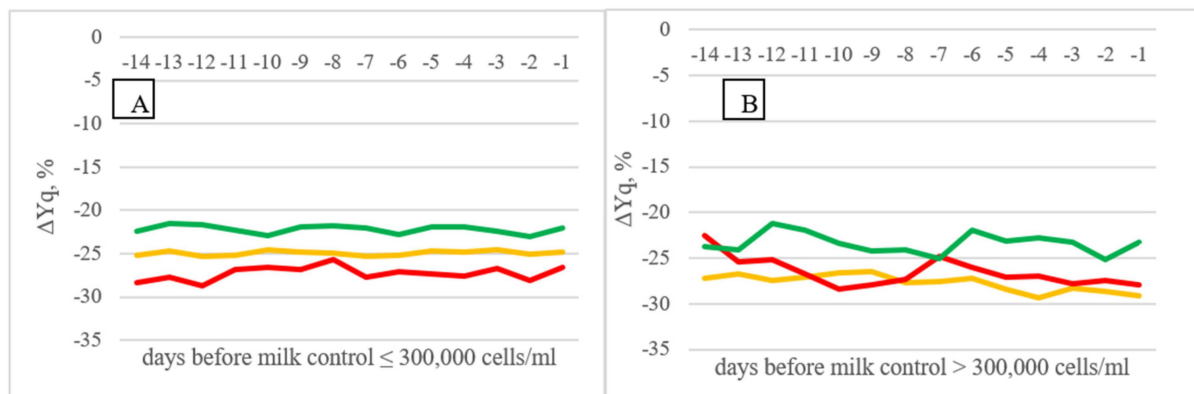 0
-14 -13 -12 -11 -10 -9 -8 -7 -6 -5 -4 -3 -2 -1
-5
A
-10
-15
-20
-25
-30
-35
ΔYq, %
days before milk control ≤ 300,000 cells/ml
0
-14 -13 -12 -11 -10 -9 -8 -7 -6 -5 -4 -3 -2 -1
-5
B
-10
-15
-20
-25
-30
-35
ΔYq, %
days before milk control > 300,000 cells/ml